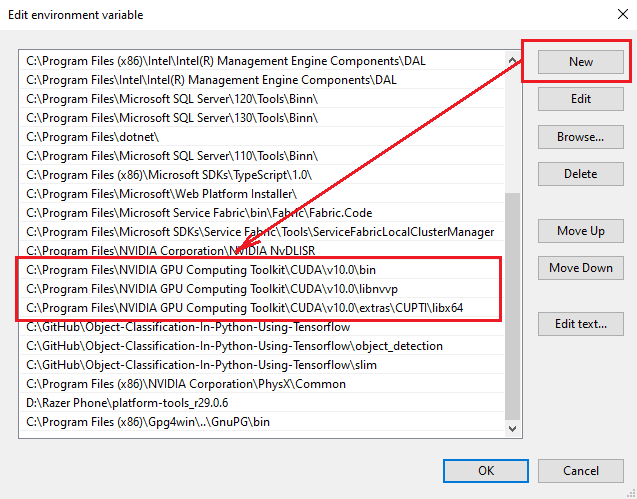 Edit environment variable
C:\Program Files (x86)\Intel\Intel(R) Management Engine Components\DAL
C:\Program Files\Intel\Intel(R) Management Engine Components\DAL
C:\Program Files\Microsoft SQL Server\120\Tools\Binn\
C:\Program Files\Microsoft SQL Server\130\Tools\Binn\
C:\Program Files\dotnet\
C:\Program Files\Microsoft SQL Server\110\Tools\Binn\
C:\Program Files (x86)\Microsoft SDKs\TypeScript\1.0\
C:\Program Files\Microsoft\Web Platform Installer\
C:\Program Files\Microsoft Service Fabric\bin\Fabric\Fabric.Code
C:\Program Files\Microsoft SDKs\Service Fabric\Tools\ServiceFabricLocalClusterManager
C:\Program Files\NVIDIA Corporation\NVIDIA NvDLISR
C:\Program Files\NVIDIA GPU Computing Toolkit\CUDA\v10.0\bin
C:\Program Files\NVIDIA GPU Computing Toolkit\CUDA\v10.0\libnvvp
C:\Program Files\NVIDIA GPU Computing Toolkit\CUDA\v10.0\extras\CUPTI\libx64
C:\GitHub\Object-Classification-In-Python-Using-Tensorflow
C:\GitHub\Object-Classification-In-Python-Using-Tensorflow\object_detection
C:\GitHub\Object-Classification-In-Python-Using-Tensorflow\slim
C:\Program Files (x86)\NVIDIA Corporation\PhysX\Common
D:\Razer Phone\platform-tools_r29.0.6
C:\Program Files (x86)\Gpg4win\..\GnuPG\bin
New
Edit
Browse...
Delete
Move Up
Move Down
Edit text...
OK
Cancel